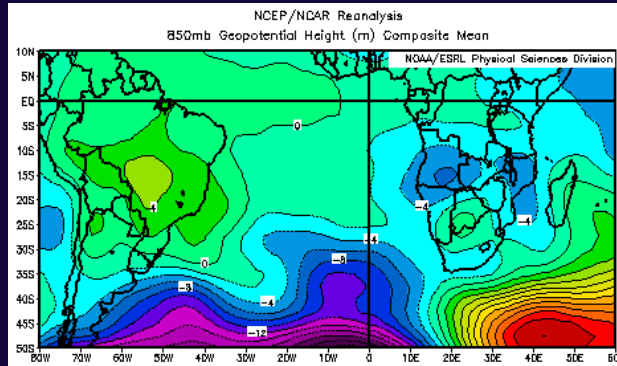 NCEP/NCAR Reanalysis
850mb Geopotential Height (m) Composite Mean
NOAA/ESRL Physical Sciences Division
10N
5N
EQ
5S
10S
15S
20S
25S
30S
35S
40S
45S
50S
0
-4
-4
-4
-4
0
-8
-8
-4
-12
80W 70W 60W 50W 40W 30W 20W 10W 0 10E 20E 30E 40E 50E 60E